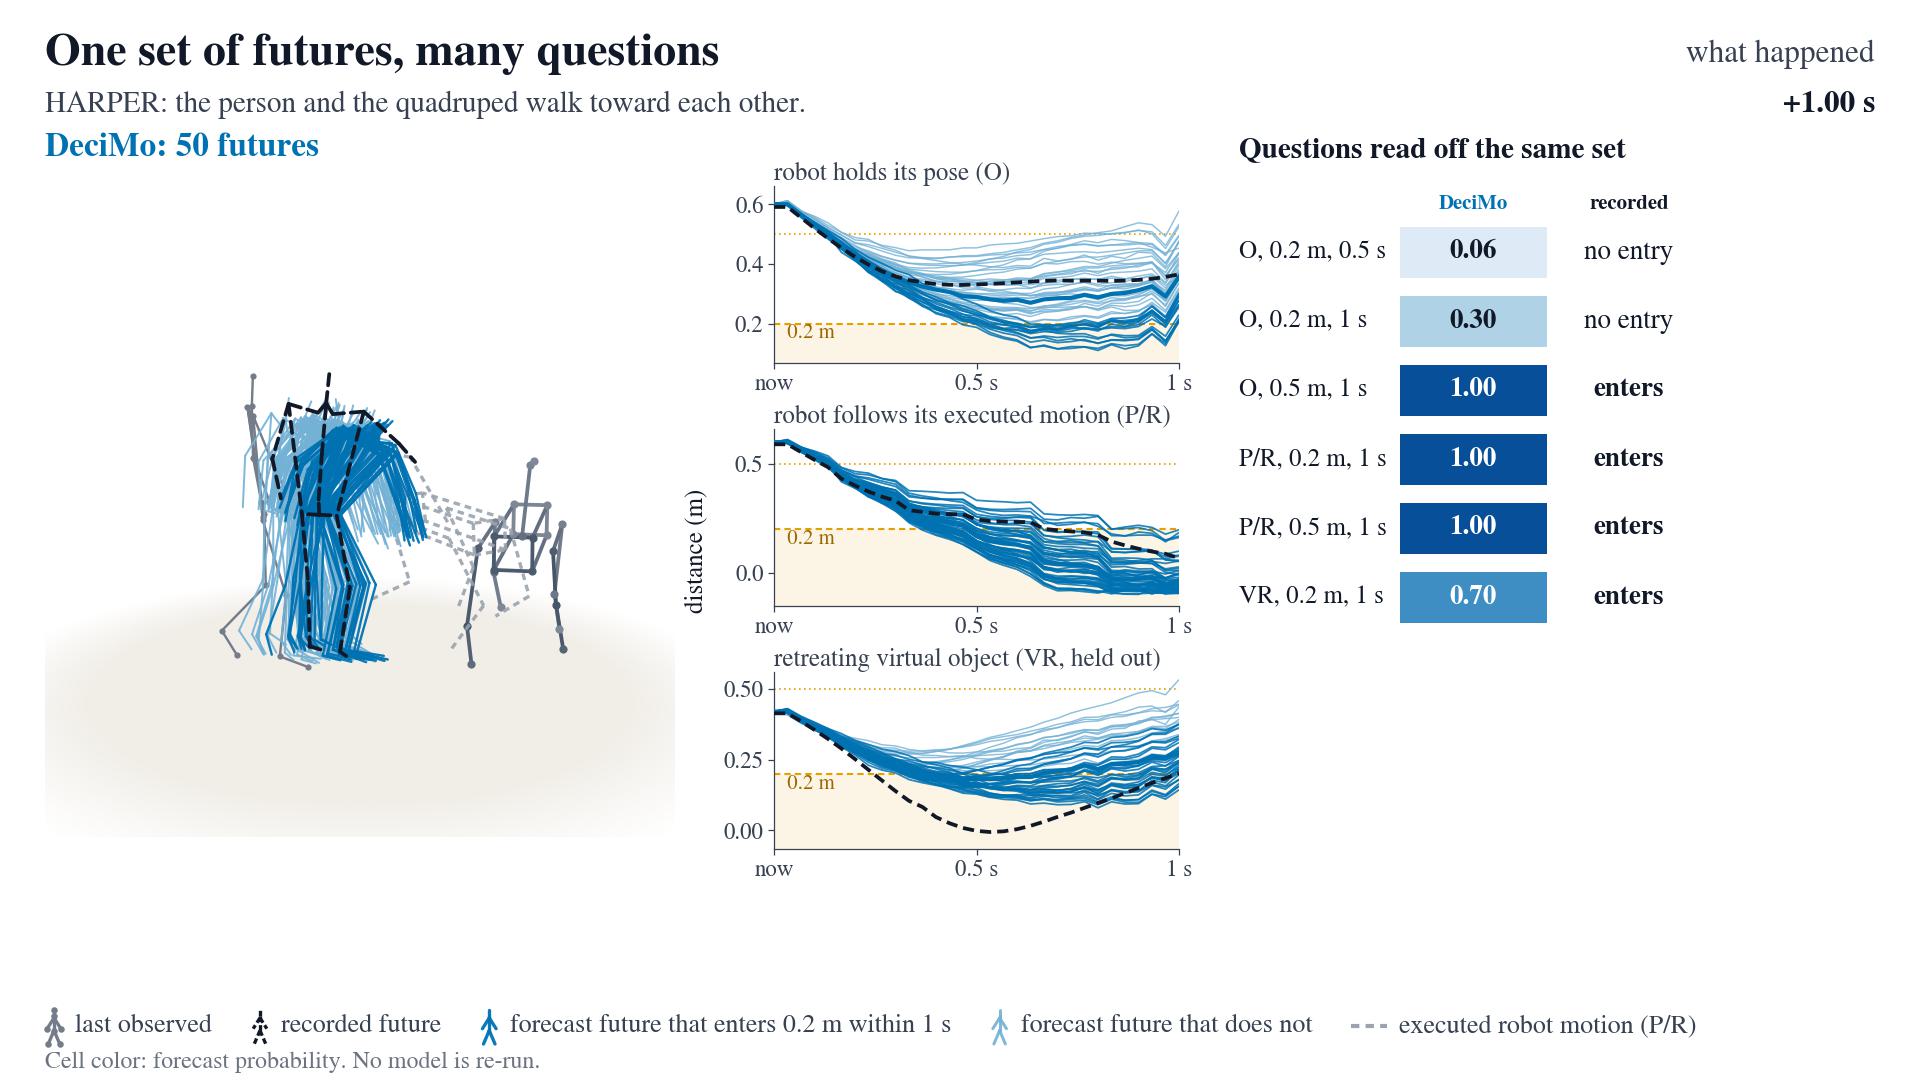 One set of futures, many questions
what happened
HARPER: the person and the quadruped walk toward each other.
+1.00 s
DeciMo: 50 futures
robot holds its pose (O)
0.6
0.4
0.2
0.2 m
now
0.5 s
1 s
robot follows its executed motion (P/R)
0.5
0.0
0.2 m
now
0.5 s
1 s
distance (m)
retreating virtual object (VR, held out)
0.50
0.25
0.00
0.2 m
now
0.5 s
1 s
Questions read off the same set
DeciMo recorded
O, 0.2 m, 0.5 s 0.06 no entry
O, 0.2 m, 1 s 0.30 no entry
O, 0.5 m, 1 s 1.00 enters
P/R, 0.2 m, 1 s 1.00 enters
P/R, 0.5 m, 1 s 1.00 enters
VR, 0.2 m, 1 s 0.70 enters
last observed recorded future forecast future that enters 0.2 m within 1 s forecast future that does not executed robot motion (P/R)
Cell color: forecast probability. No model is re-run.